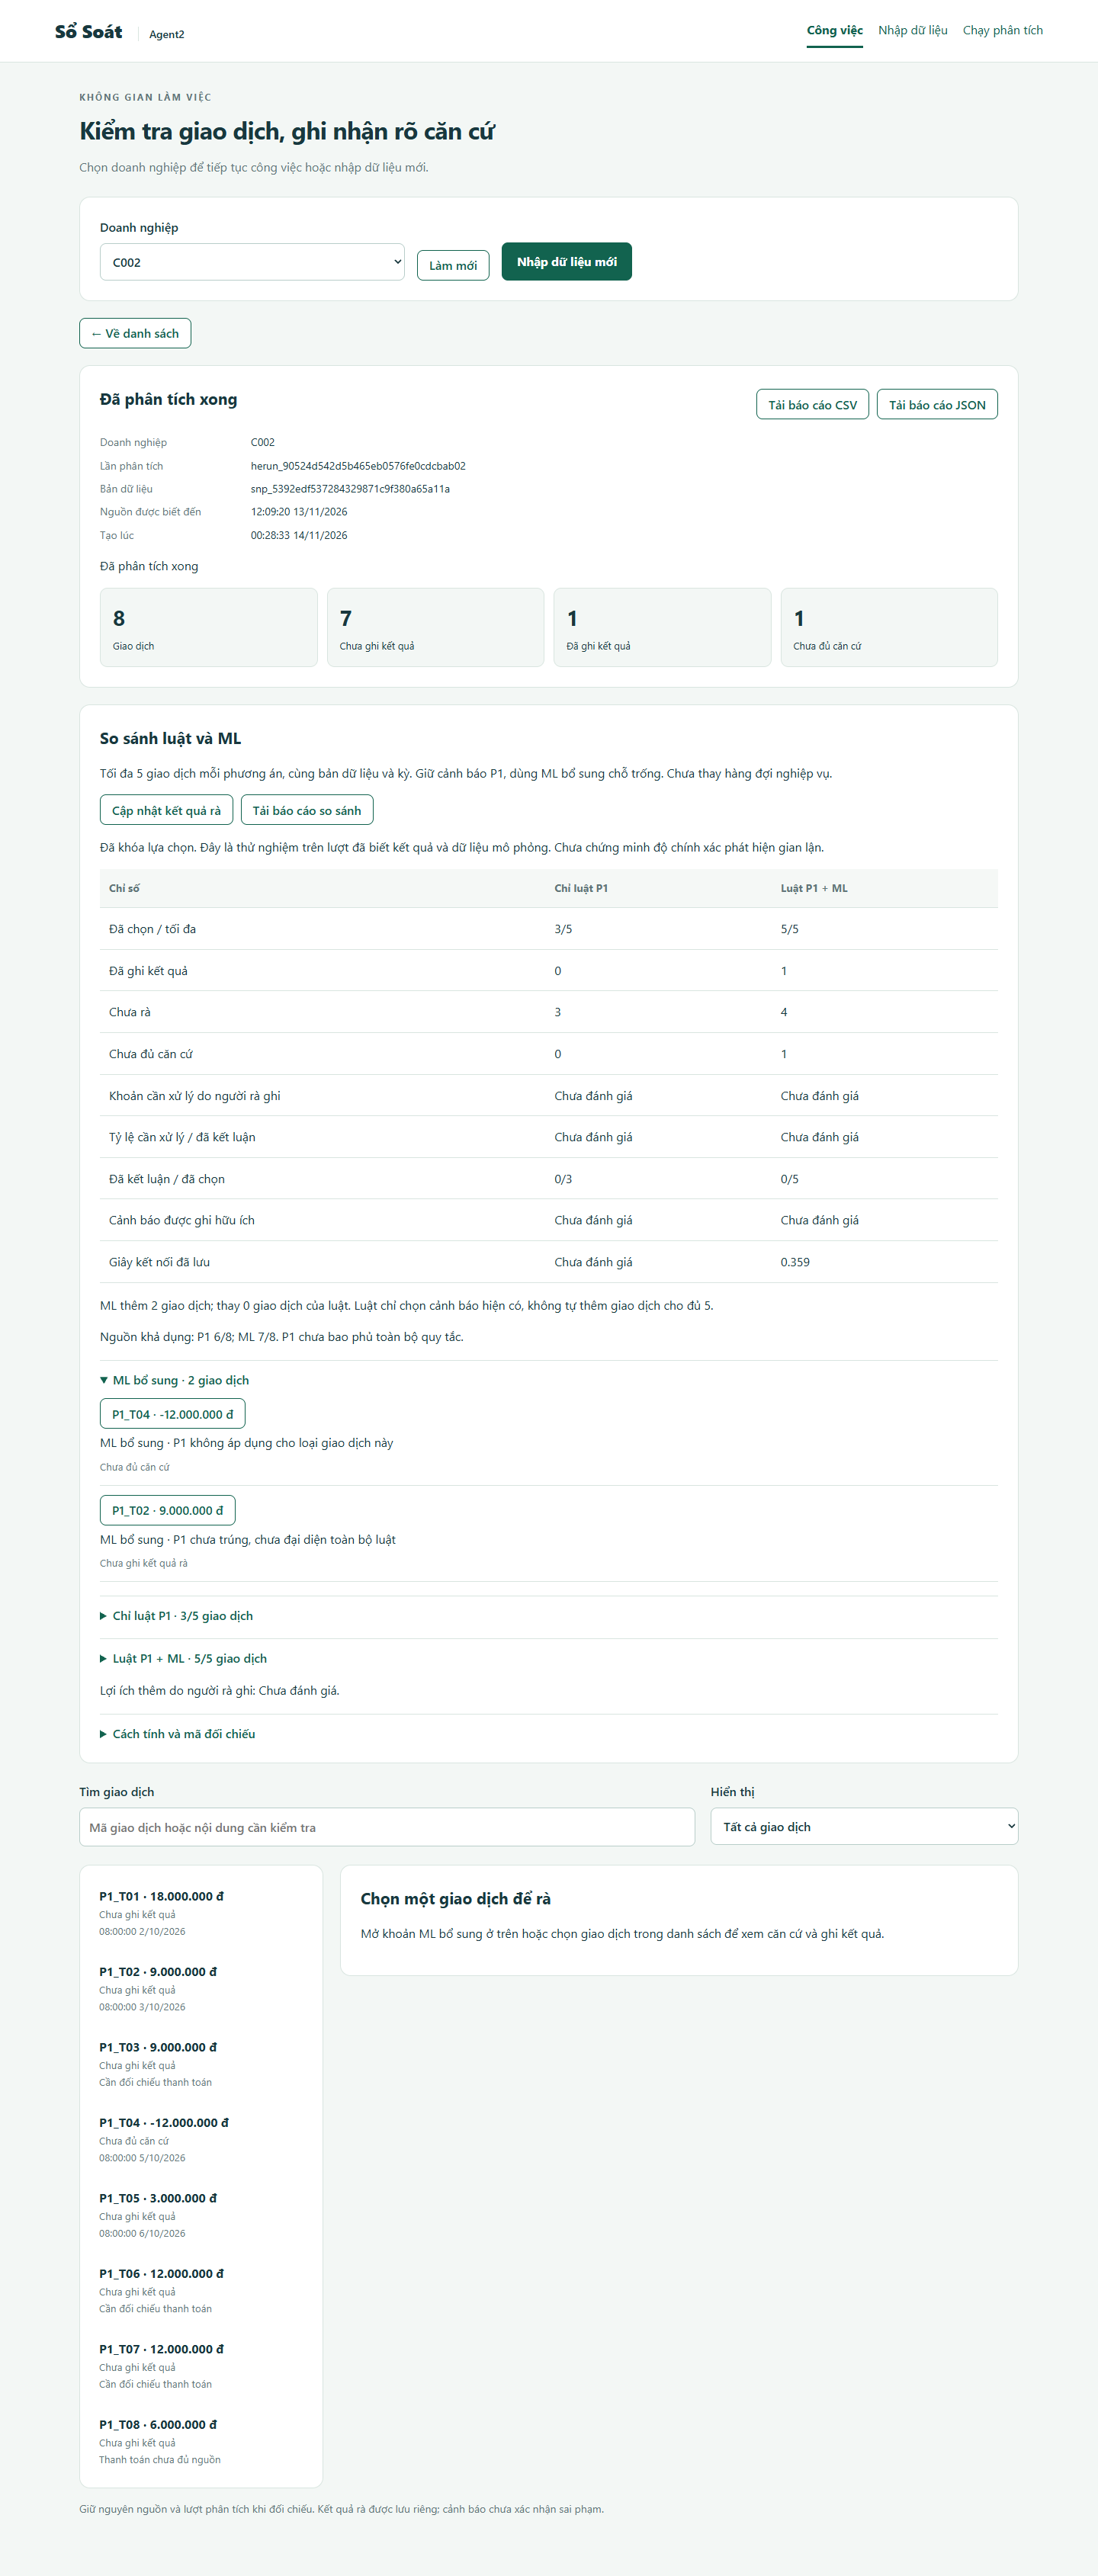 Sổ Soát
Agent2
Công việc
Nhập dữ liệu
Chạy phân tích
KHÔNG GIAN LÀM VIỆC
Kiểm tra giao dịch, ghi nhận rõ căn cứ
Chọn doanh nghiệp để tiếp tục công việc hoặc nhập dữ liệu mới.
Doanh nghiệp
C002
Làm mới
Nhập dữ liệu mới
← Về danh sách
Đã phân tích xong
Tải báo cáo CSV
Tải báo cáo JSON
Doanh nghiệp C002
Lần phân tích herun_90524d542d5b465eb0576fe0cdcbab02
Bản dữ liệu snp_5392edf537284329871c9f380a65a11a
Nguồn được biết đến 12:09:20 13/11/2026
Tạo lúc 00:28:33 14/11/2026
Đã phân tích xong
8
Giao dịch
7
Chưa ghi kết quả
1
Đã ghi kết quả
1
Chưa đủ căn cứ
So sánh luật và ML
Tối đa 5 giao dịch mỗi phương án, cùng bản dữ liệu và kỳ. Giữ cảnh báo P1, dùng ML bổ sung chỗ trống. Chưa thay hàng đợi nghiệp vụ.
Cập nhật kết quả rà
Tải báo cáo so sánh
Đã khóa lựa chọn. Đây là thử nghiệm trên lượt đã biết kết quả và dữ liệu mô phỏng. Chưa chứng minh độ chính xác phát hiện gian lận.
Chỉ số Chỉ luật P1 Luật P1 + ML
Đã chọn / tối đa 3/5 5/5
Đã ghi kết quả 0 1
Chưa rà 3 4
Chưa đủ căn cứ 0 1
Khoản cần xử lý do người rà ghi Chưa đánh giá Chưa đánh giá
Tỷ lệ cần xử lý / đã kết luận Chưa đánh giá Chưa đánh giá
Đã kết luận / đã chọn 0/3 0/5
Cảnh báo được ghi hữu ích Chưa đánh giá Chưa đánh giá
Giây kết nối đã lưu Chưa đánh giá 0.359
ML thêm 2 giao dịch; thay 0 giao dịch của luật. Luật chỉ chọn cảnh báo hiện có, không tự thêm giao dịch cho đủ 5.
Nguồn khả dụng: P1 6/8; ML 7/8. P1 chưa bao phủ toàn bộ quy tắc.
▼ ML bổ sung · 2 giao dịch
P1_T04 · -12.000.000 đ
ML bổ sung · P1 không áp dụng cho loại giao dịch này
Chưa đủ căn cứ
P1_T02 · 9.000.000 đ
ML bổ sung · P1 chưa trúng, chưa đại diện toàn bộ luật
Chưa ghi kết quả rà
▶ Chỉ luật P1 · 3/5 giao dịch
▶ Luật P1 + ML · 5/5 giao dịch
Lợi ích thêm do người rà ghi: Chưa đánh giá.
▶ Cách tính và mã đối chiếu
Tìm giao dịch
Mã giao dịch hoặc nội dung cần kiểm tra
Hiển thị
Tất cả giao dịch
P1_T01 · 18.000.000 đ
Chưa ghi kết quả
08:00:00 2/10/2026
P1_T02 · 9.000.000 đ
Chưa ghi kết quả
08:00:00 3/10/2026
P1_T03 · 9.000.000 đ
Chưa ghi kết quả
Cần đối chiếu thanh toán
P1_T04 · -12.000.000 đ
Chưa đủ căn cứ
08:00:00 5/10/2026
P1_T05 · 3.000.000 đ
Chưa ghi kết quả
08:00:00 6/10/2026
P1_T06 · 12.000.000 đ
Chưa ghi kết quả
Cần đối chiếu thanh toán
P1_T07 · 12.000.000 đ
Chưa ghi kết quả
Cần đối chiếu thanh toán
P1_T08 · 6.000.000 đ
Chưa ghi kết quả
Thanh toán chưa đủ nguồn
Chọn một giao dịch để rà
Mở khoản ML bổ sung ở trên hoặc chọn giao dịch trong danh sách để xem căn cứ và ghi kết quả.
Giữ nguyên nguồn và lượt phân tích khi đối chiếu. Kết quả rà được lưu riêng; cảnh báo chưa xác nhận sai phạm.